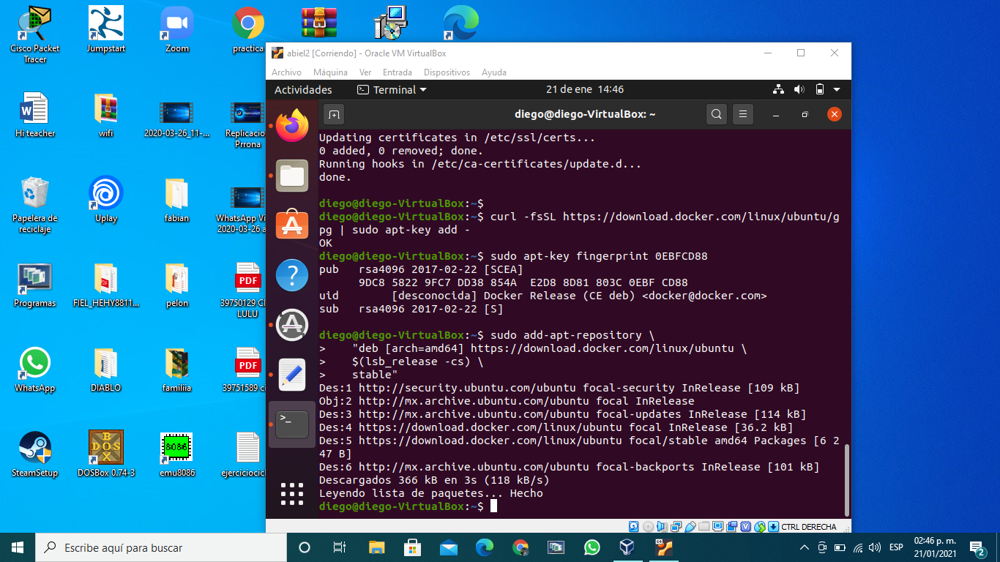 Cisco Packet
Tracer
Jumpstart
Zoom
practica
Hi teacher
wifi
2020-03-26_11-...
Replicacio
Prrona
Papelera de
reciclaje
Uplay
fabian
WhatsApp Vi
2020-03-26 a
Programas
FIEL_HEHY8811...
pelon
PDF
39750129 C
LULU
WhatsApp
DIABLO
familiia
PDF
39751589 c
SteamSetup
DOS BOX
DOSBox 0.74-3
8086
emu8086
ejerciciocicl
abiel2 [Corriendo] - Oracle VM VirtualBox
Archivo Máquina Ver Entrada Dispositivos Ayuda
Actividades Terminal 21 de ene 14:46
diego@diego-VirtualBox: ~
Updating certificates in /etc/ssl/certs...
0 added, 0 removed; done.
Running hooks in /etc/ca-certificates/update.d...
done.
diego@diego-VirtualBox:~$
diego@diego-VirtualBox:~$ curl -fsSL https://download.docker.com/linux/ubuntu/g
pg | sudo apt-key add -
OK
diego@diego-VirtualBox:~$ sudo apt-key fingerprint 0EBFCD88
pub   rsa4096 2017-02-22 [SCEA]
      9DC8 5822 9FC7 DD38 854A  E2D8 8D81 803C 0EBF CD88
uid        [desconocida] Docker Release (CE deb) <docker@docker.com>
sub   rsa4096 2017-02-22 [S]
diego@diego-VirtualBox:~$ sudo add-apt-repository \
>    "deb [arch=amd64] https://download.docker.com/linux/ubuntu \
>    $(lsb_release -cs) \
>    stable"
Des:1 http://security.ubuntu.com/ubuntu focal-security InRelease [109 kB]
Obj:2 http://mx.archive.ubuntu.com/ubuntu focal InRelease
Des:3 http://mx.archive.ubuntu.com/ubuntu focal-updates InRelease [114 kB]
Des:4 https://download.docker.com/linux/ubuntu focal InRelease [36.2 kB]
Des:5 https://download.docker.com/linux/ubuntu focal/stable amd64 Packages [6 2
47 B]
Des:6 http://mx.archive.ubuntu.com/ubuntu focal-backports InRelease [101 kB]
Descargados 366 kB en 3s (118 kB/s)
Leyendo lista de paquetes... Hecho
diego@diego-VirtualBox:~$
CTRL DERECHA
Escribe aquí para buscar
ESP
02:46 p. m.
21/01/2021
2